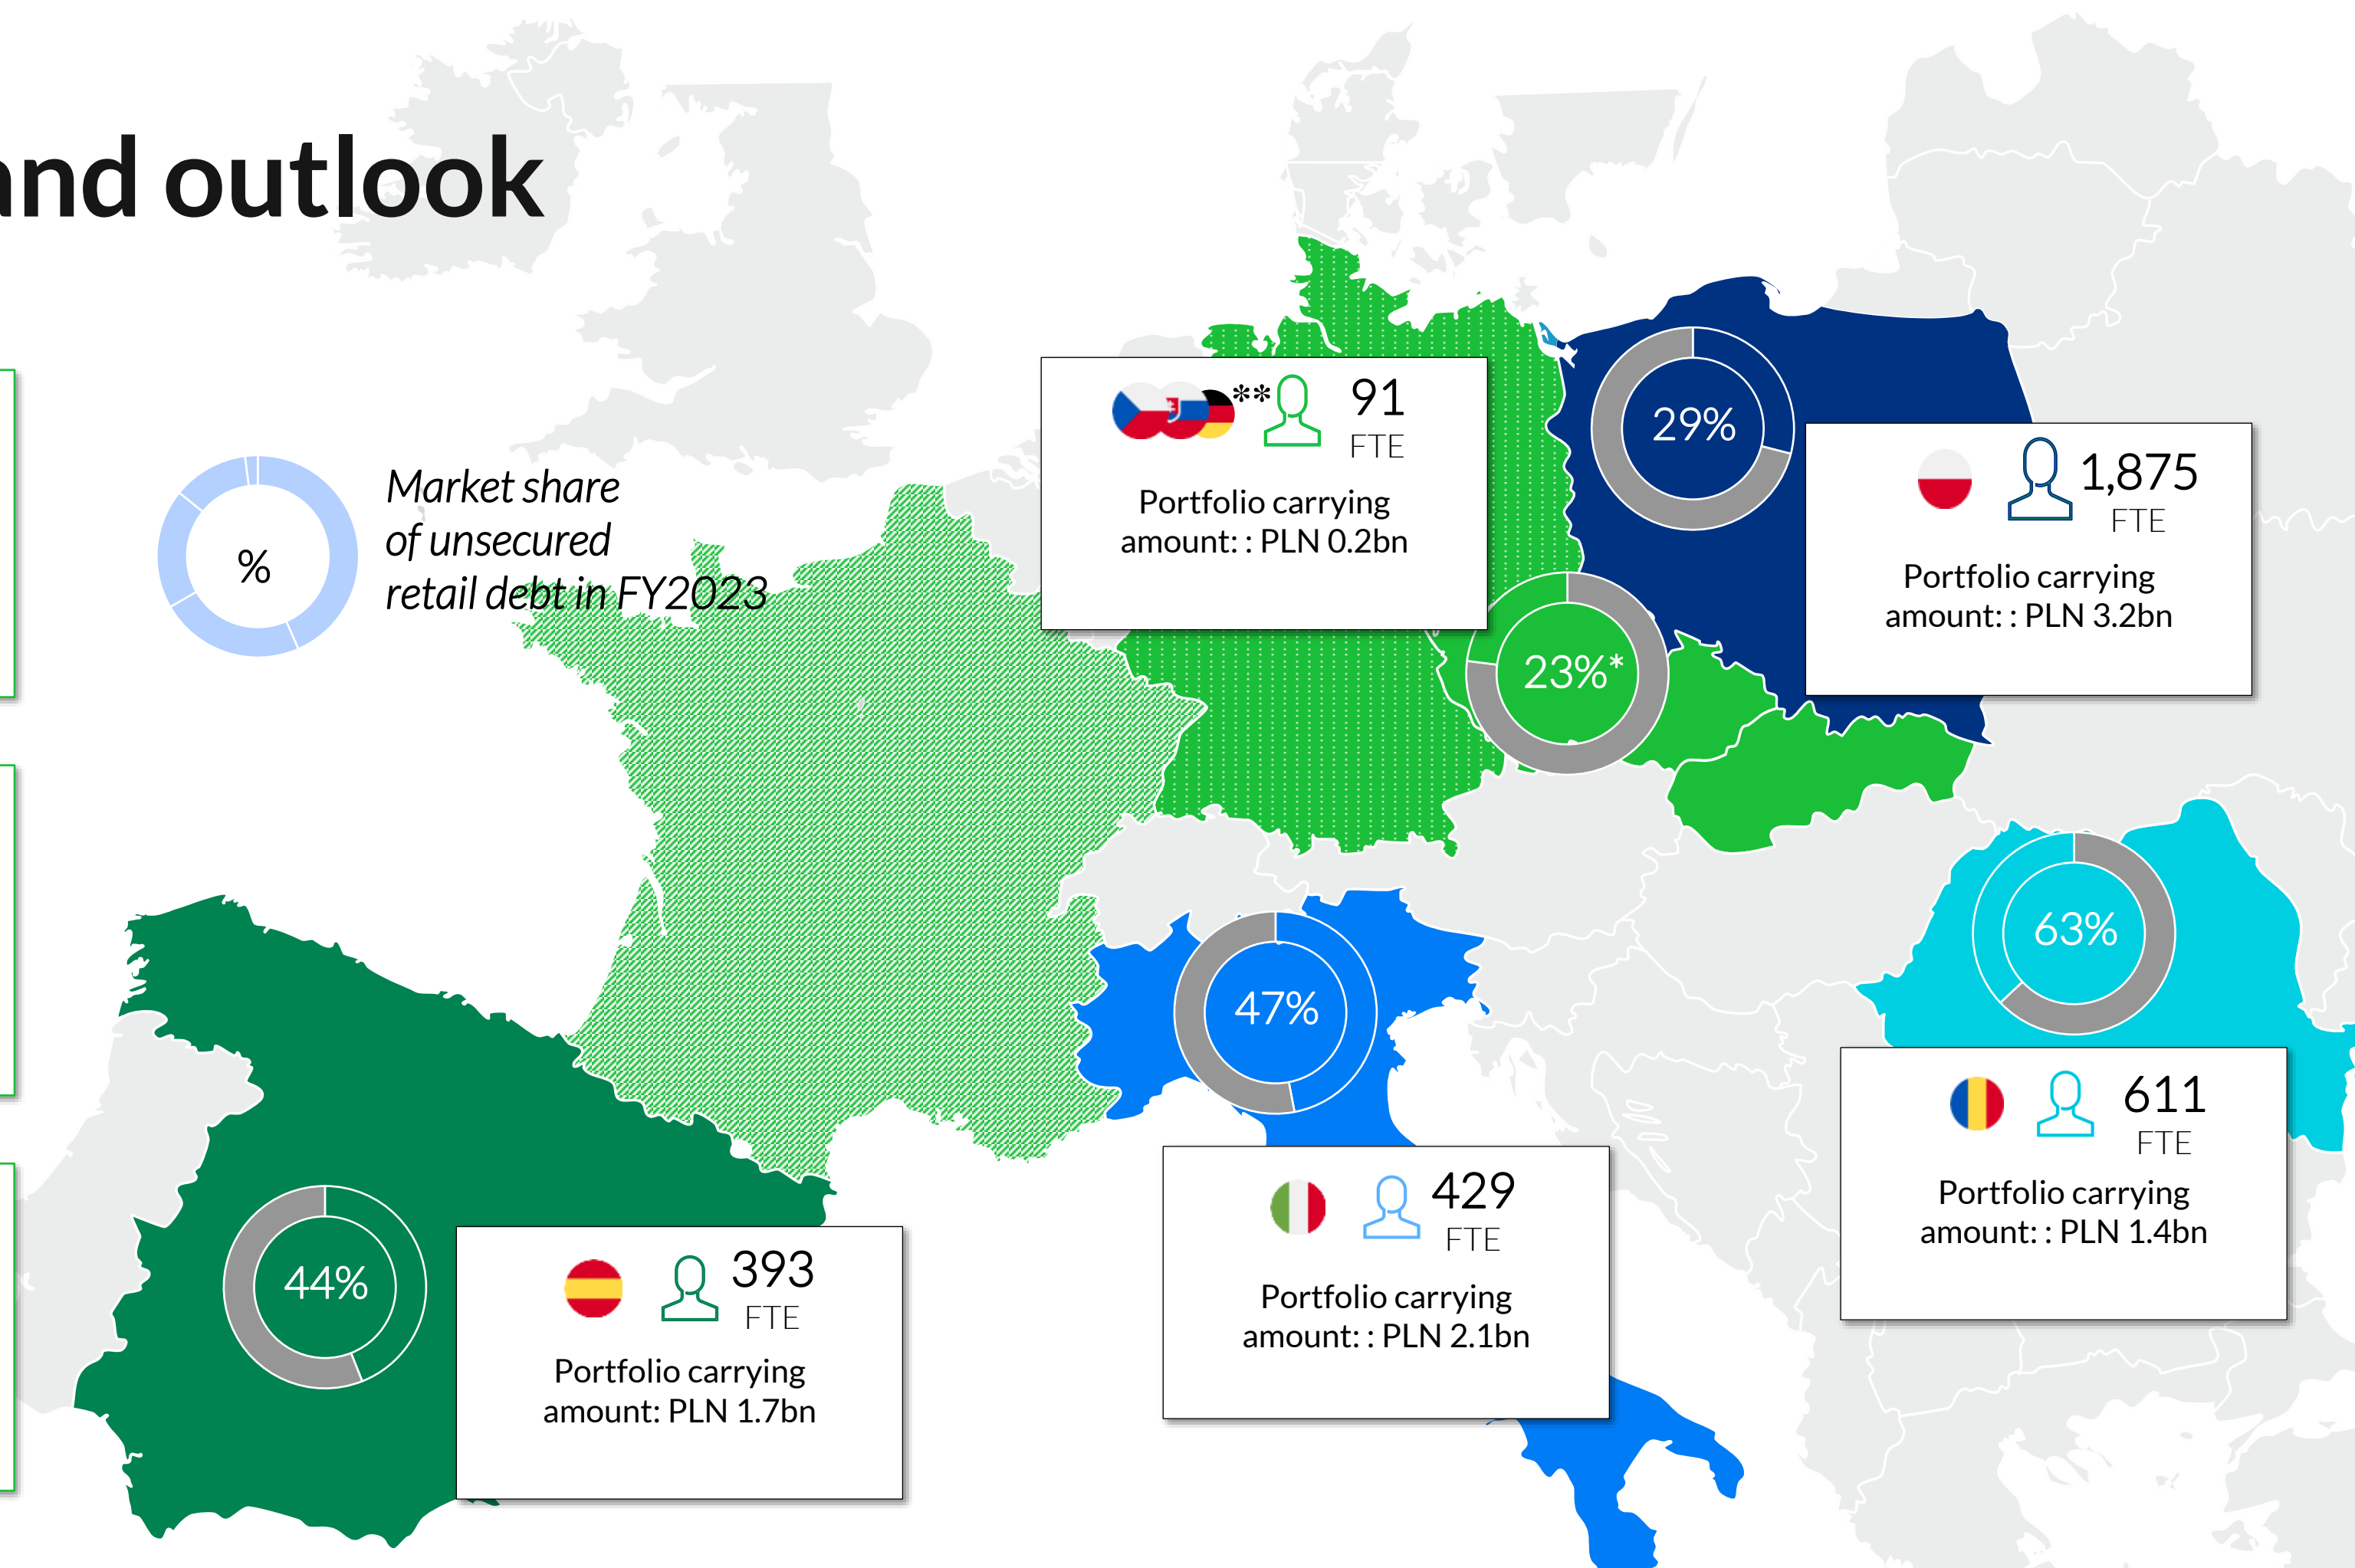 and outlook
%
Market share
of unsecured
retail debt in FY2023
**
91
FTE
Portfolio carrying
amount: : PLN 0.2bn
29%
1,875
FTE
Portfolio carrying
amount: : PLN 3.2bn
23%*
63%
611
FTE
Portfolio carrying
amount: : PLN 1.4bn
47%
429
FTE
Portfolio carrying
amount: : PLN 2.1bn
44%
393
FTE
Portfolio carrying
amount: PLN 1.7bn